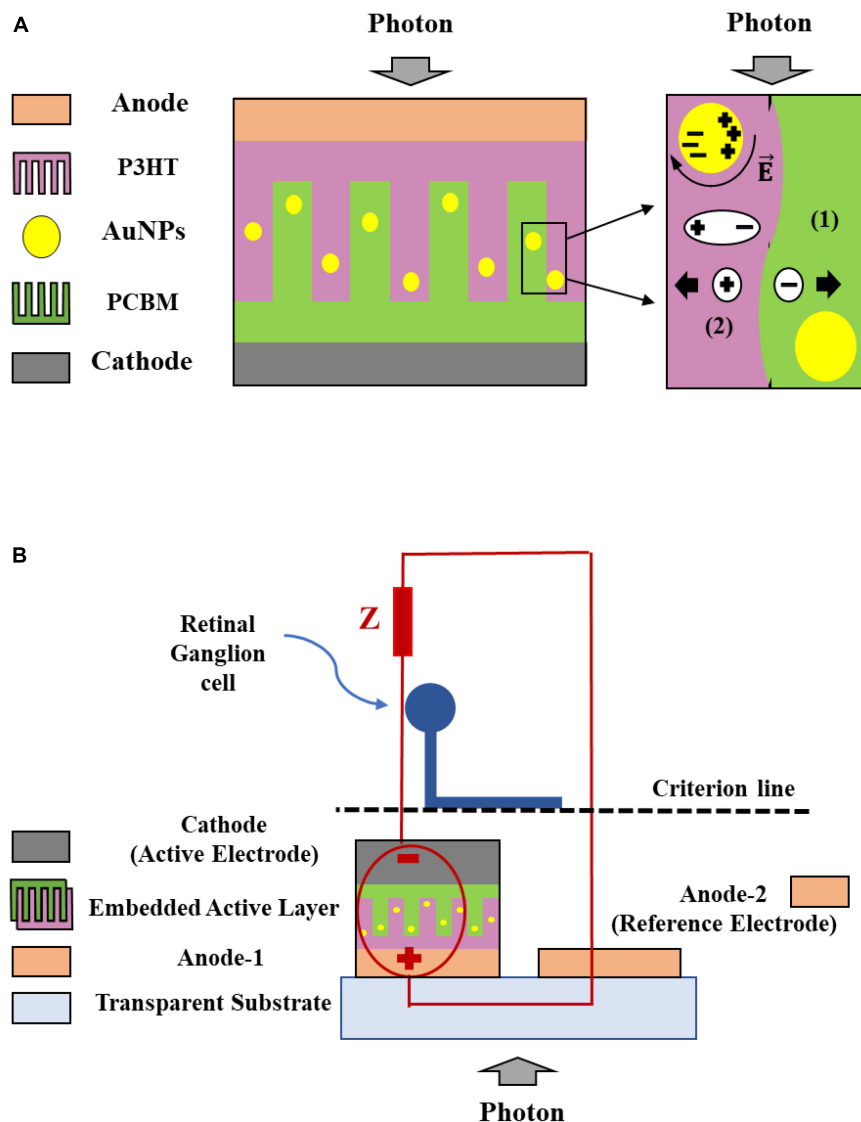 A
Photon
Photon
Anode
P3HT
AuNPs
PCBM
Cathode
E
(1)
(2)
B
Z
Retinal
Ganglion
cell
Criterion line
Cathode
(Active Electrode)
Embedded Active Layer
Anode-2
(Reference Electrode)
Anode-1
Transparent Substrate
Photon